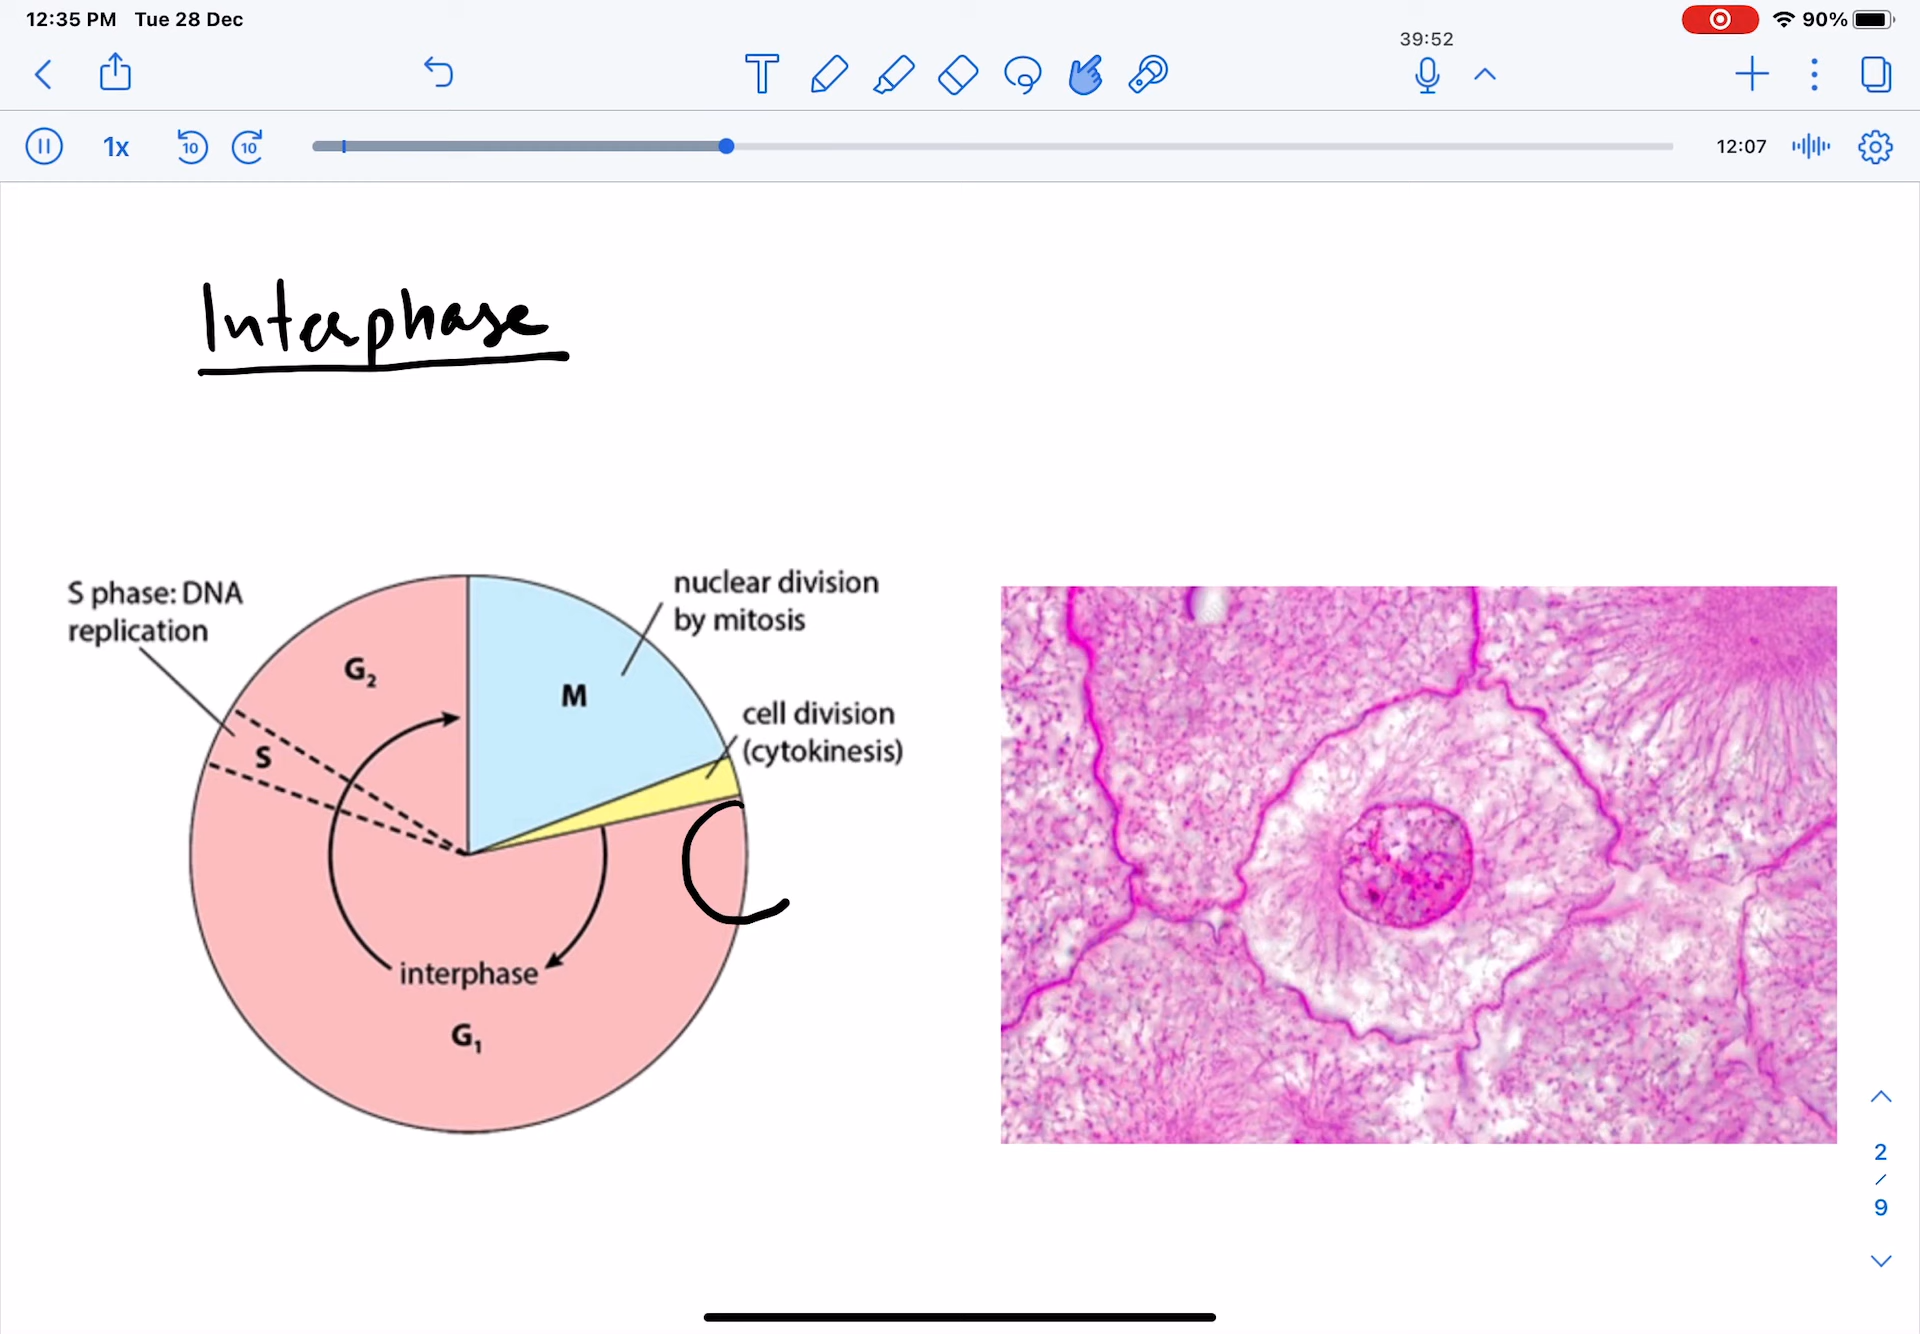 12:35 PM Tue 28 Dec
90%
39:52
1x
10
10
12:07
Interphase
S phase: DNA
replication
G₂
S
M
nuclear division
by mitosis
cell division
(cytokinesis)
interphase
G₁
2
/
9